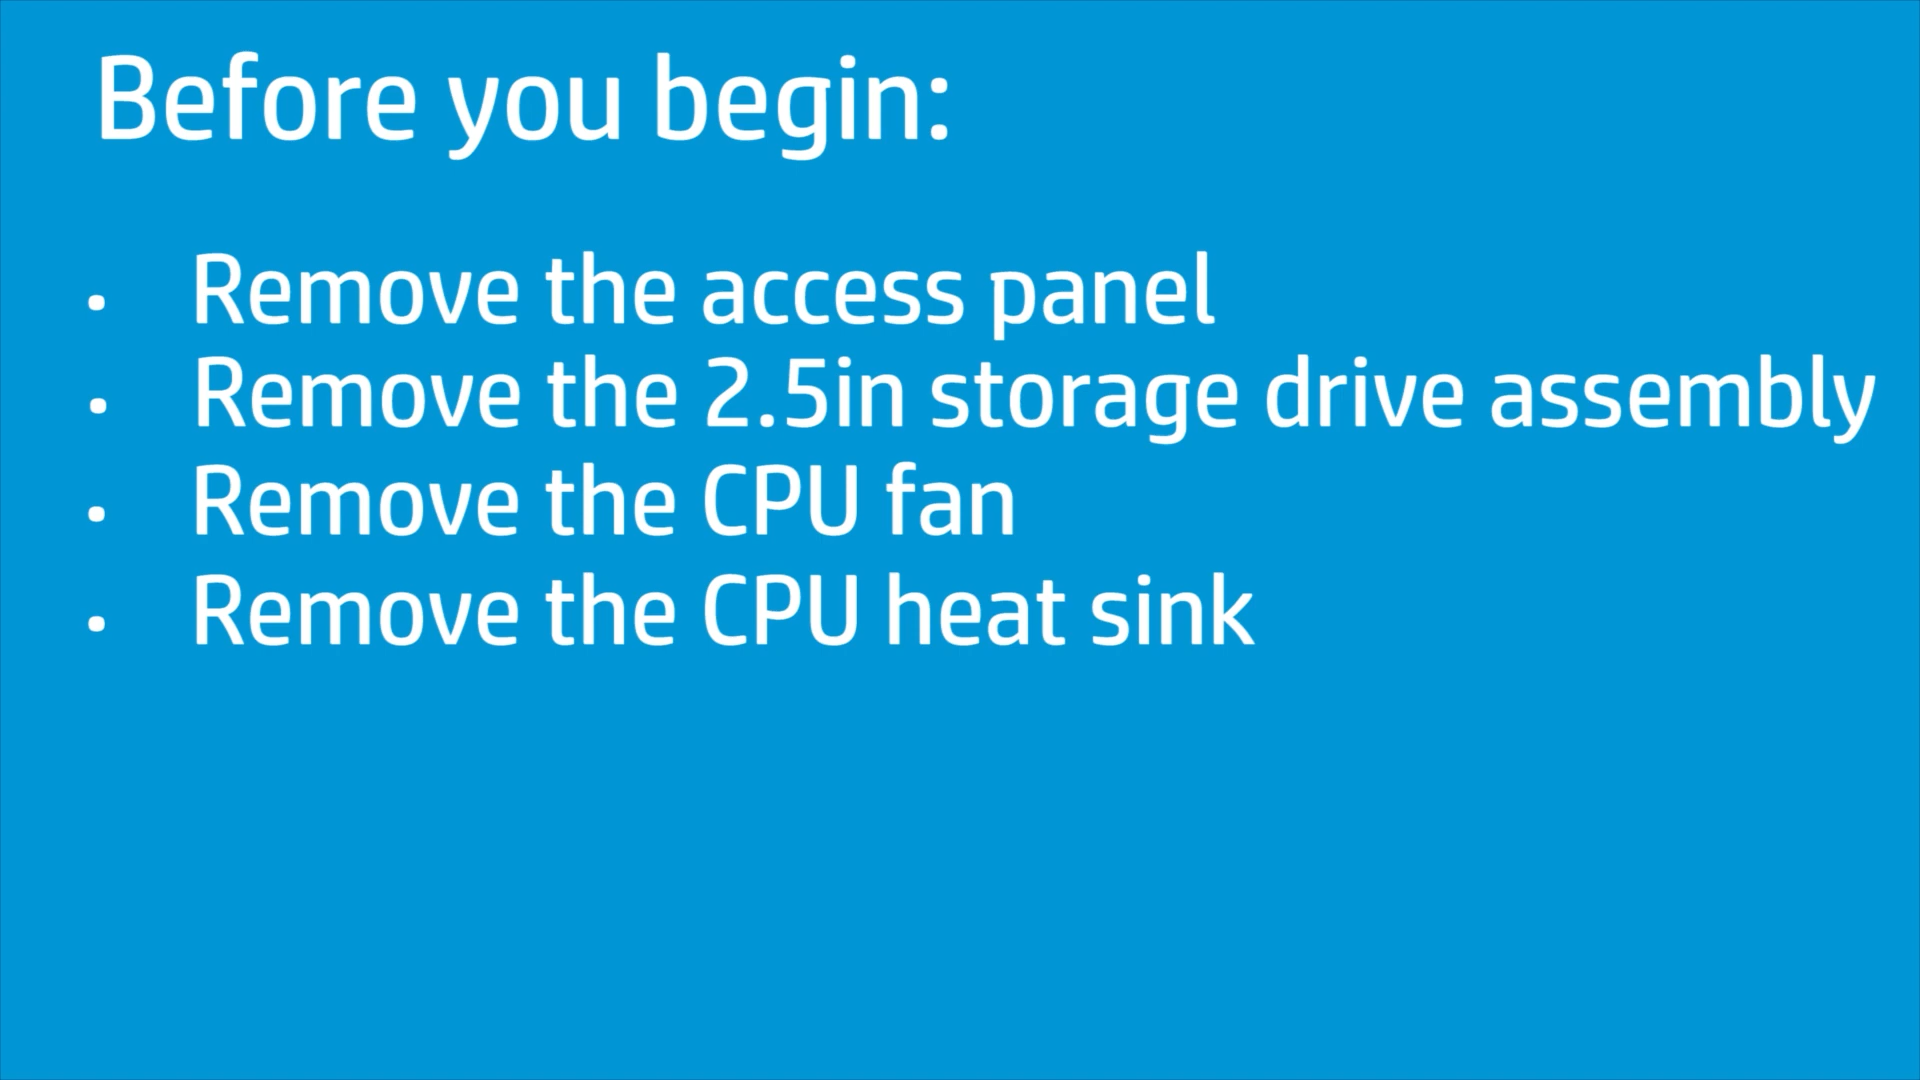 Before you begin:
• Remove the access panel
• Remove the 2.5in storage drive assembly
• Remove the CPU fan
• Remove the CPU heat sink